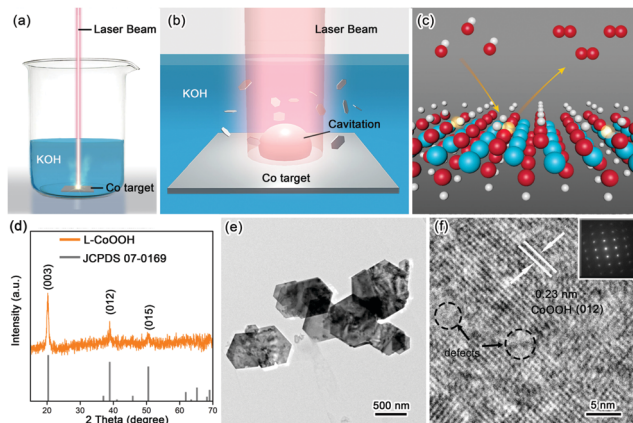 (a)
Laser Beam
KOH
Co target
(b)
Laser Beam
KOH
Cavitation
Co target
(c)
(d)
L-CoOOH
JCPDS 07-0169
(003)
(012)
(015)
Intensity (a.u.)
20 30 40 50 60 70
2 Theta (degree)
(e)
500 nm
(f)
0.23 nm
CoOOH (012)
defects
5 nm